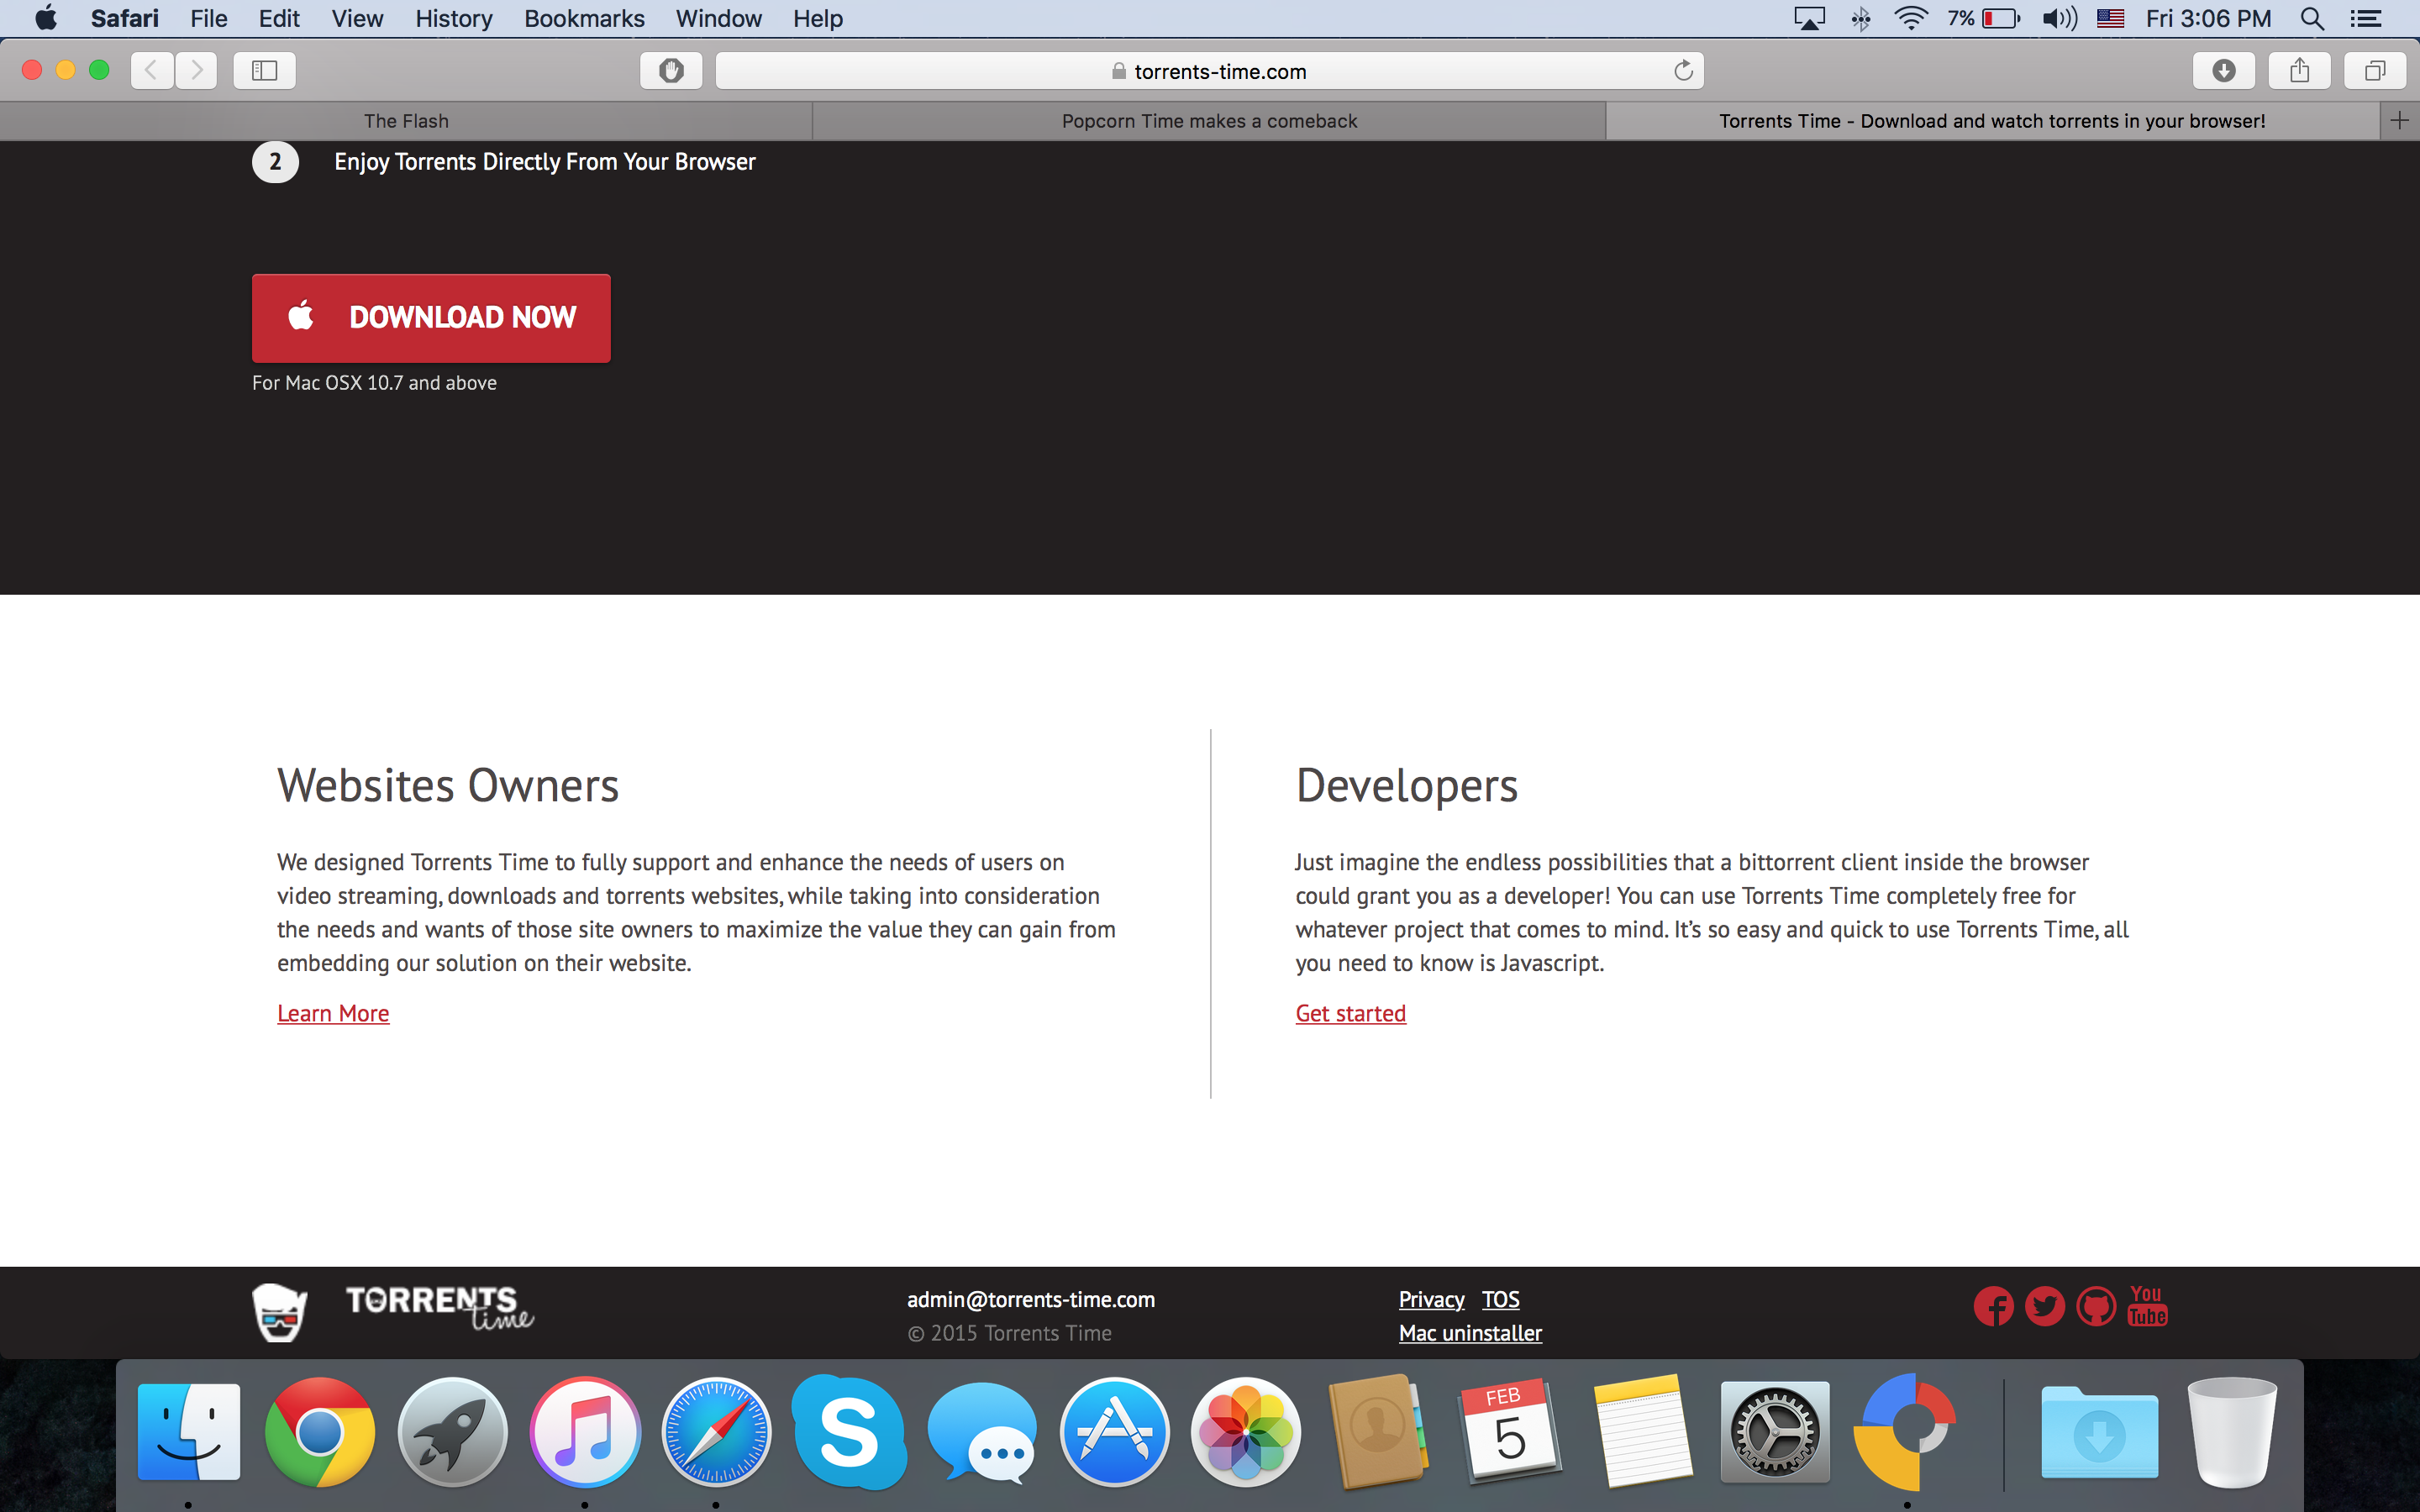 Safari File Edit View History Bookmarks Window Help 7% Fri 3:06 PM
torrents-time.com
The Flash Popcorn Time makes a comeback Torrents Time - Download and watch torrents in your browser!
2 Enjoy Torrents Directly From Your Browser
DOWNLOAD NOW
For Mac OSX 10.7 and above
Websites Owners
We designed Torrents Time to fully support and enhance the needs of users on
video streaming, downloads and torrents websites, while taking into consideration
the needs and wants of those site owners to maximize the value they can gain from
embedding our solution on their website.
Learn More
Developers
Just imagine the endless possibilities that a bittorrent client inside the browser
could grant you as a developer! You can use Torrents Time completely free for
whatever project that comes to mind. It’s so easy and quick to use Torrents Time, all
you need to know is Javascript.
Get started
TORRENTS
time
admin@torrents-time.com
© 2015 Torrents Time
Privacy TOS
Mac uninstaller
You
Tube
S
FEB
5